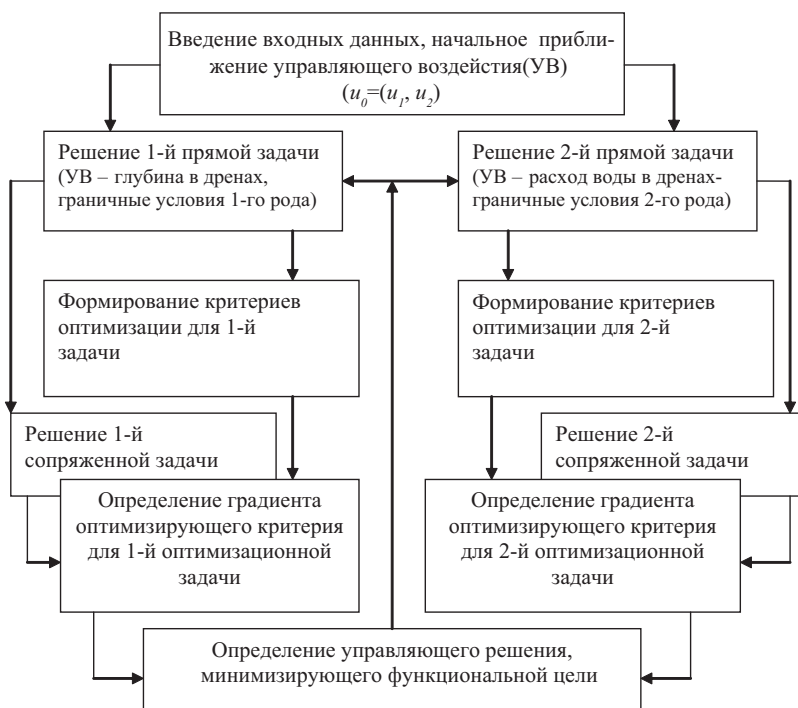 Введение входных данных, начальное прибли-
жение управляющего воздейстия(УВ)
(u₀=(u₁, u₂)
Решение 1-й прямой задачи
(УВ – глубина в дренах,
граничные условия 1-го рода)
Решение 2-й прямой задачи
(УВ – расход воды в дренах-
граничные условия 2-го рода)
Формирование критериев
оптимизации для 1-й
задачи
Формирование критериев
оптимизации для 2-й
задачи
Решение 1-й
сопряженной задачи
Решение 2-й
сопряженной задачи
Определение градиента
оптимизирующего критерия
для 1-й оптимизационной
задачи
Определение градиента
оптимизирующего критерия
для 2-й оптимизационной
задачи
Определение управляющего решения,
минимизирующего функциональной цели